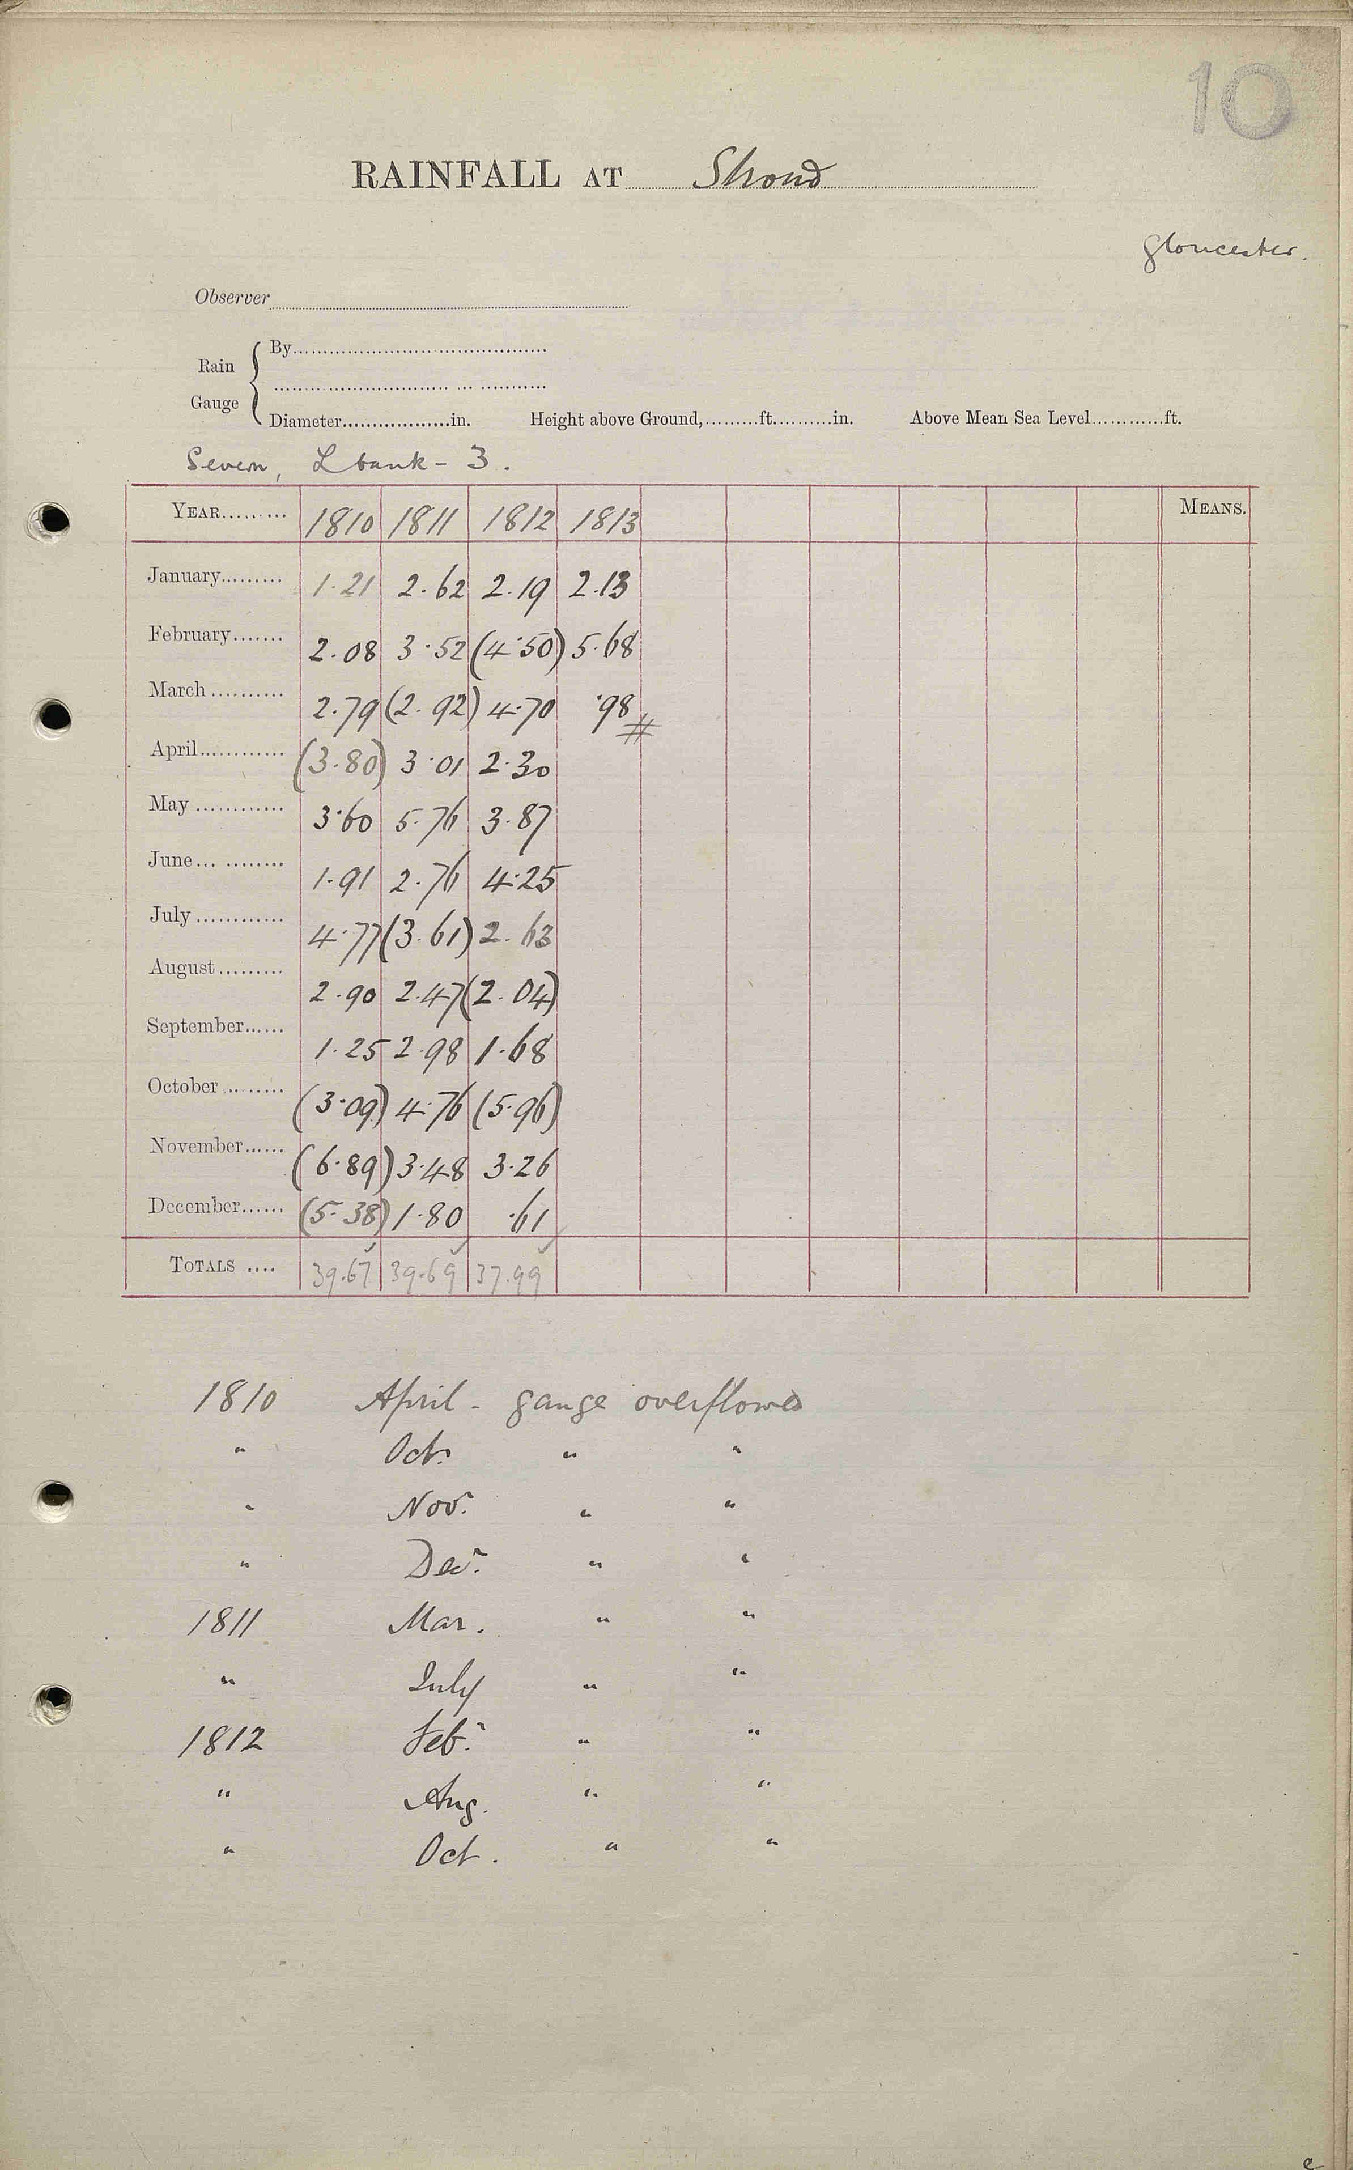 10
RAINFALL AT Stroud
Gloucester.
Observer
Rain Gauge
By
Diameter in. Height above Ground, ft. in. Above Mean Sea Level ft.
Severn, L bank - 3.
YEAR 1810 1811 1812 1813 MEANS.
January 1.21 2.62 2.19 2.13
February 2.08 3.52 (4.50) 5.68
March 2.79 (2.92) 4.70 .98 #
April (3.80) 3.01 2.30
May 3.60 5.76 3.87
June 1.91 2.76 4.25
July 4.77 (3.61) 2.63
August 2.90 2.47 (2.04)
September 1.25 2.98 1.68
October (3.09) 4.76 (5.96)
November (6.89) 3.48 3.26
December (5.38) 1.80 .61
TOTALS 39.67 39.69 37.99
1810 April - gauge overflowed
" Oct. " "
" Nov. " "
" Dec. " "
1811 Mar. " "
" July " "
1812 Feb. " "
" Aug. " "
" Oct. " "